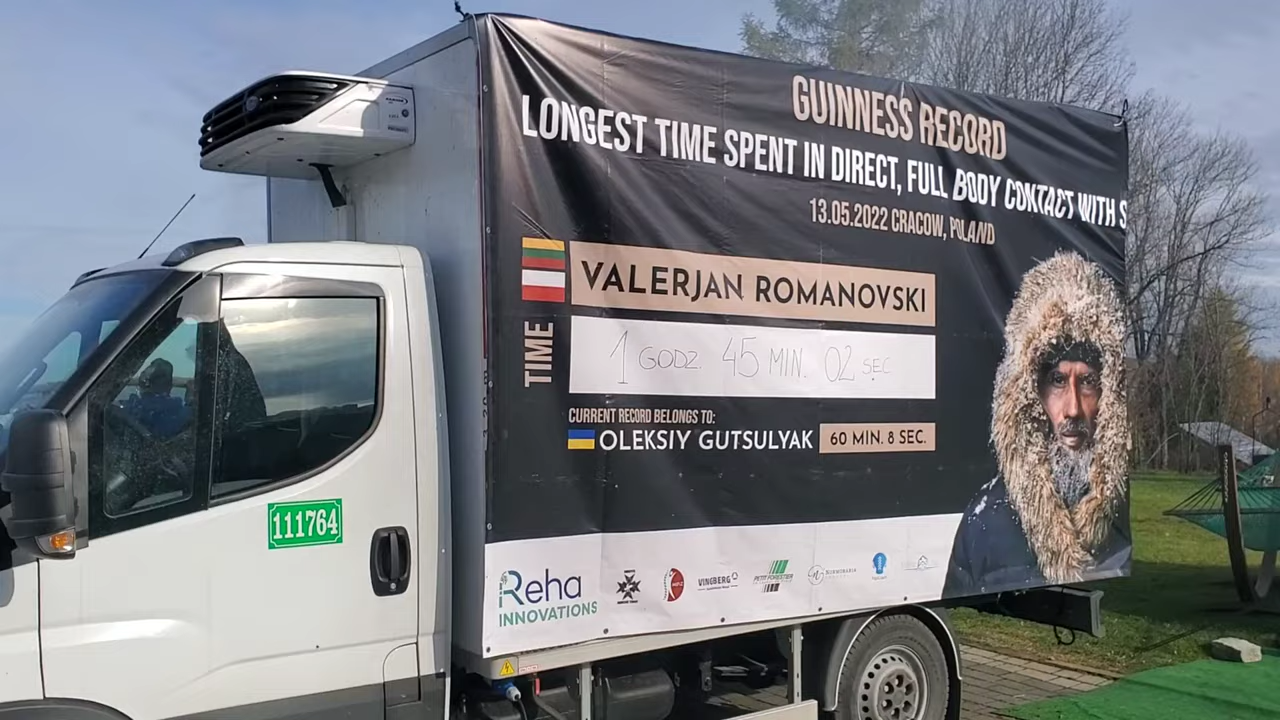 GUINNESS RECORD
LONGEST TIME SPENT IN DIRECT, FULL BODY CONTACT WITH S
13.05.2022 CRACOW, POLAND
VALERJAN ROMANOVSKI
TIME
1 GODZ. 45 MIN. 02 SEC
CURRENT RECORD BELONGS TO:
OLEKSIY GUTSULYAK 60 MIN. 8 SEC.
111764
Reha
INNOVATIONS
VINGBERG
PETIT FORESTIER